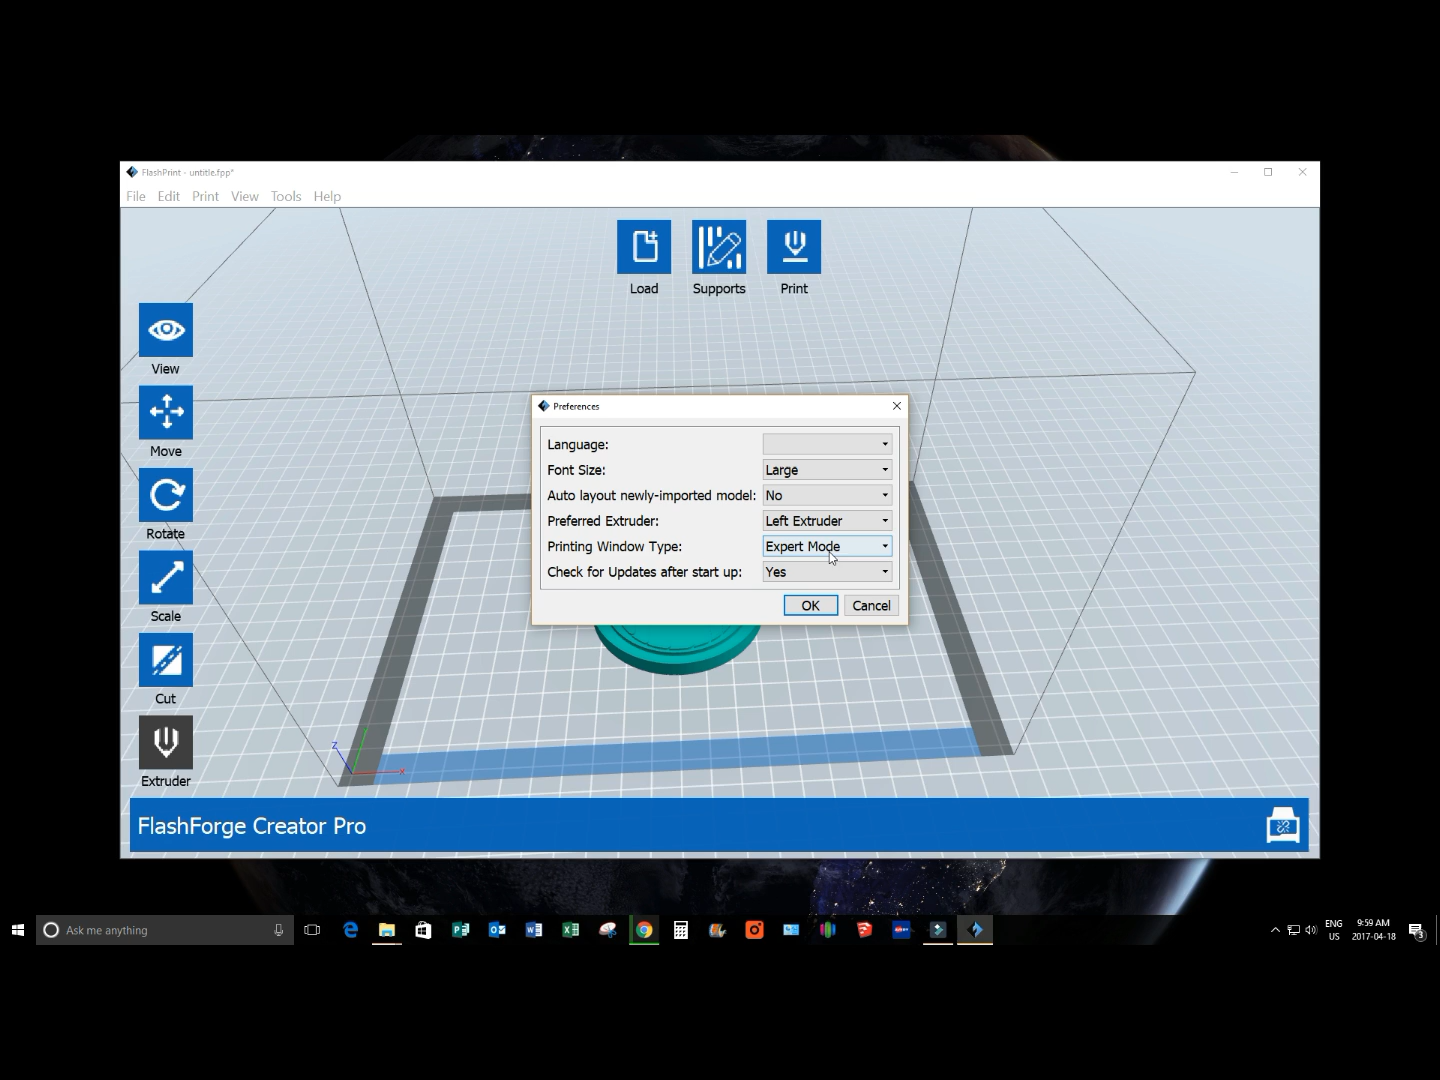 FlashPrint - untitle.fpp*
File Edit Print View Tools Help
Load Supports Print
View
Move
Rotate
Scale
Cut
Extruder
Preferences
Language:
Font Size: Large
Auto layout newly-imported model: No
Preferred Extruder: Left Extruder
Printing Window Type: Expert Mode
Check for Updates after start up: Yes
OK Cancel
z
x
FlashForge Creator Pro
Ask me anything
ENG
US
9:59 AM
2017-04-18
3